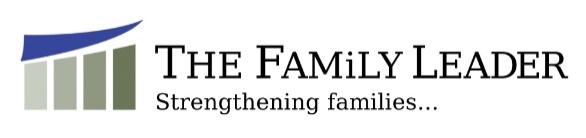 THE FAMiLY LEADER
Strengthening families...